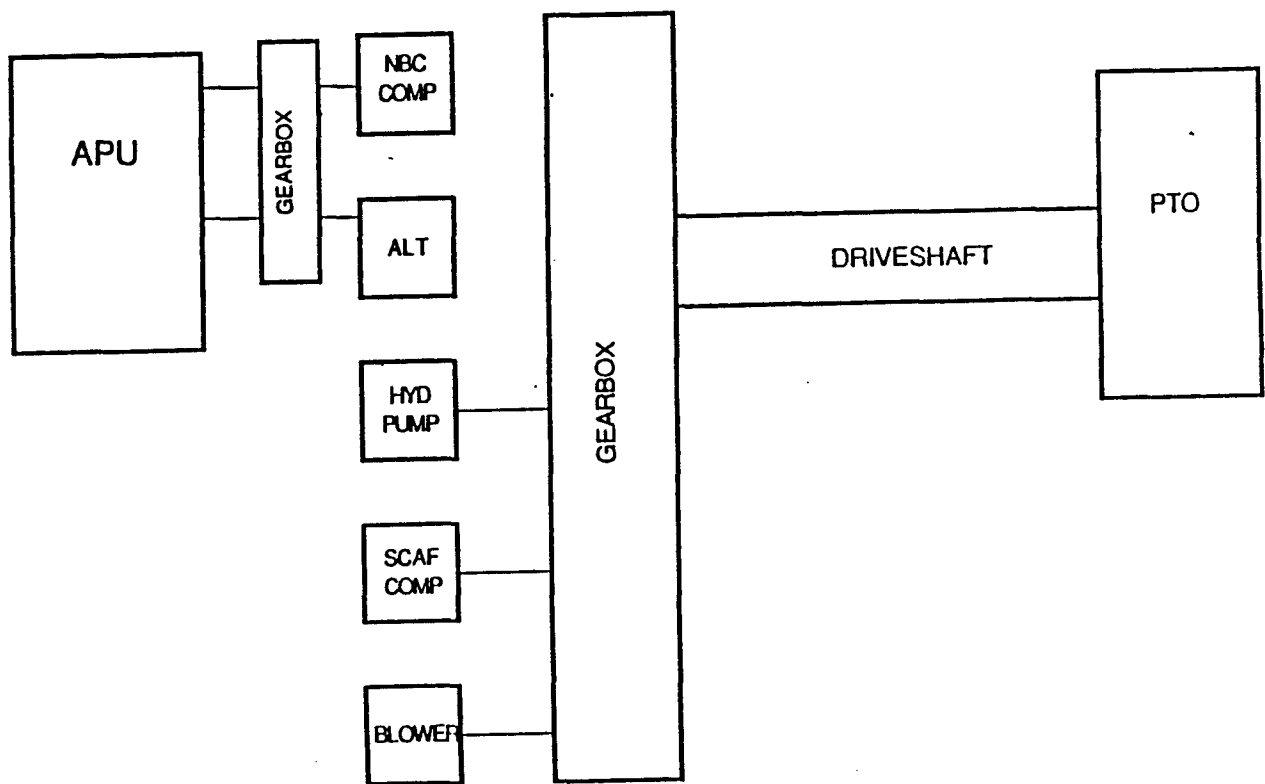 APU
GEARBOX
NBC
COMP
ALT
HYD
PUMP
SCAF
COMP
BLOWER
GEARBOX
DRIVESHAFT
PTO